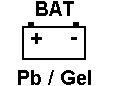 BAT
+ -
Pb / Gel